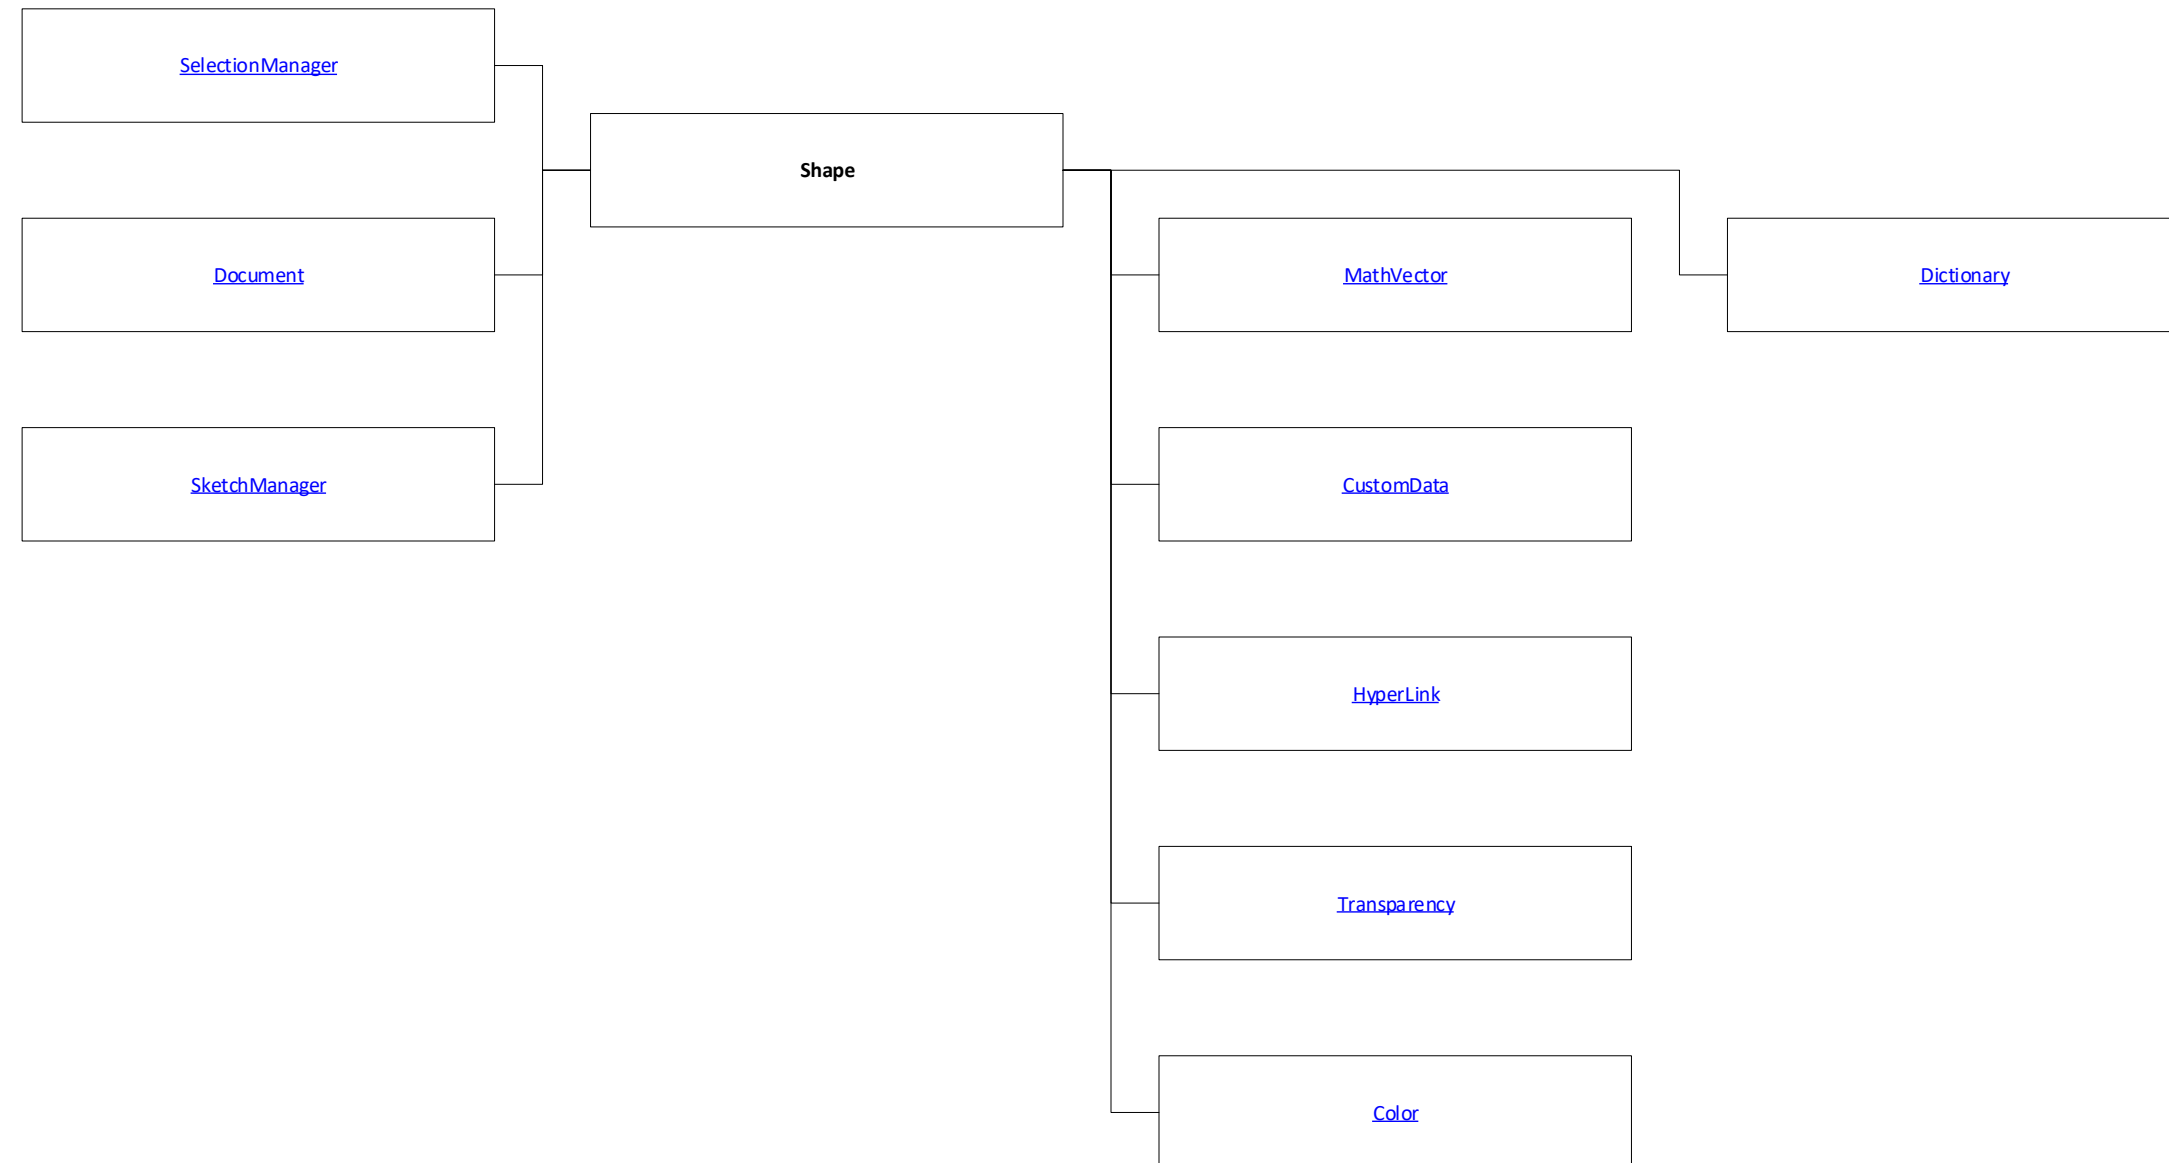 SelectionManager
Shape
Document
MathVector
Dictionary
SketchManager
CustomData
HyperLink
Transparency
Color